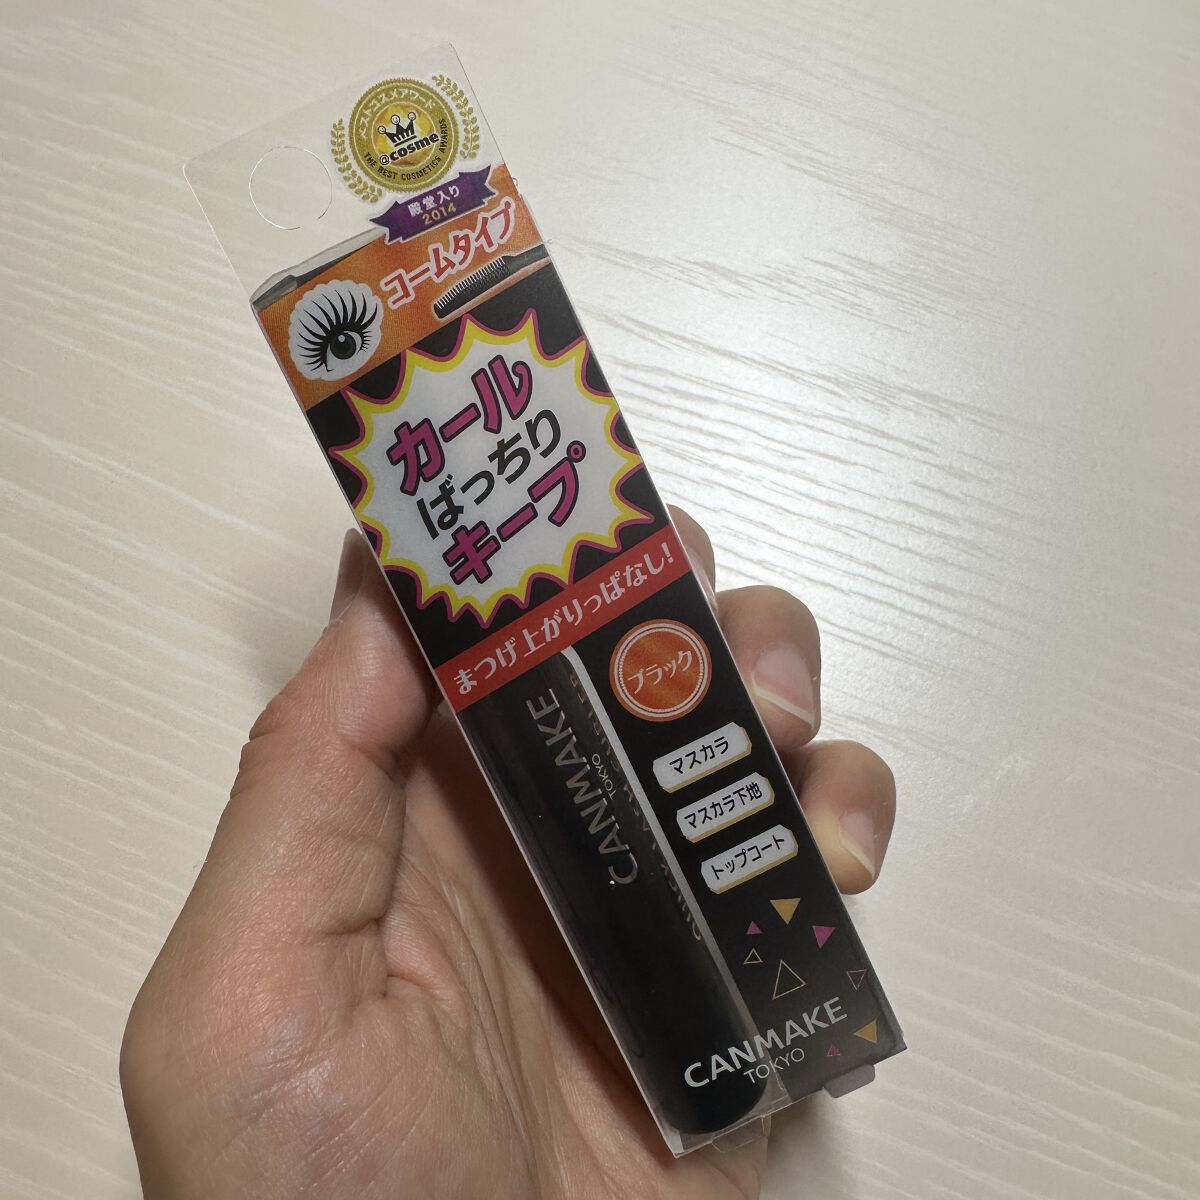 ベストコスメアワード
@cosme
THE BEST COSMETICS AWARDS
殿堂入り
2014
コームタイプ
カール
ばっちり
キープ
まつげ上がりっぱなし!
ブラック
マスカラ
マスカラ下地
トップコート
CANMAKE
TOKYO
CANMAKE
TOKYO